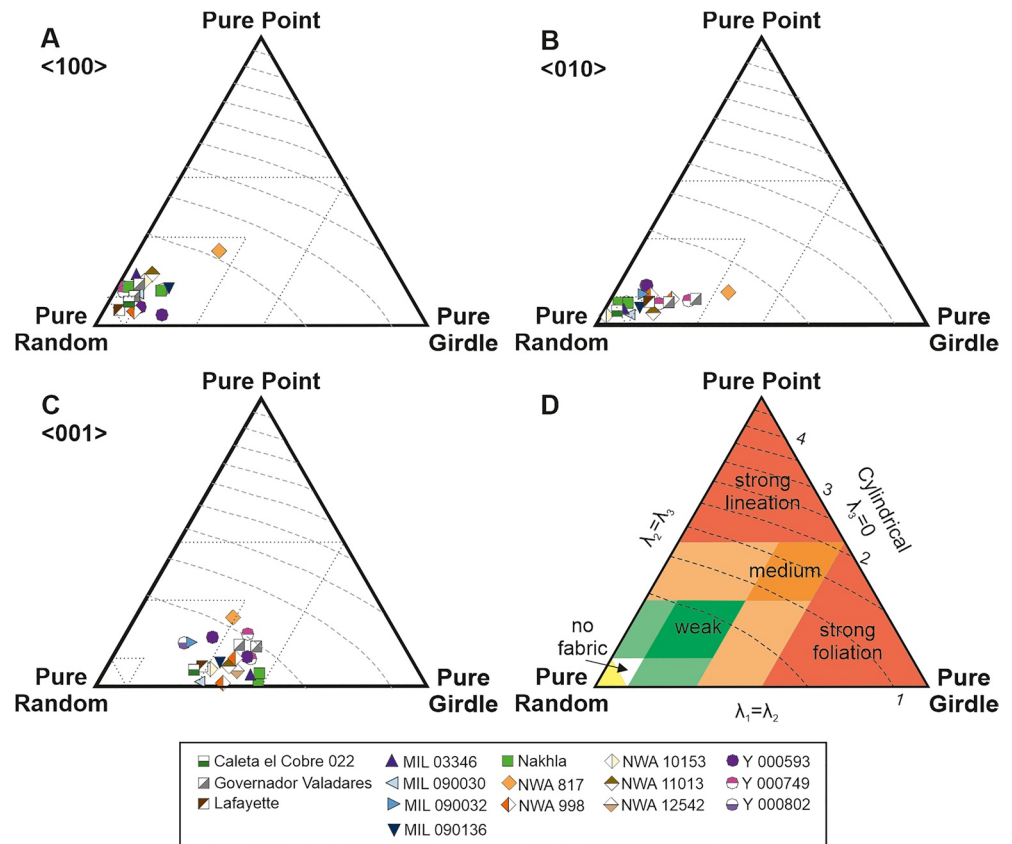 A
<100>
Pure Point
Pure
Random
Pure
Girdle
B
<010>
Pure Point
Pure
Random
Pure
Girdle
C
<001>
Pure Point
Pure
Random
Pure
Girdle
D
Pure Point
4
strong
lineation
3
Cylindrical
λ₃=0
λ₂=λ₃
2
medium
no
fabric
weak
strong
foliation
Pure
Random
1
Pure
Girdle
λ₁=λ₂
Caleta el Cobre 022
Governador Valadares
Lafayette
MIL 03346
MIL 090030
MIL 090032
MIL 090136
Nakhla
NWA 817
NWA 998
NWA 10153
NWA 11013
NWA 12542
Y 000593
Y 000749
Y 000802